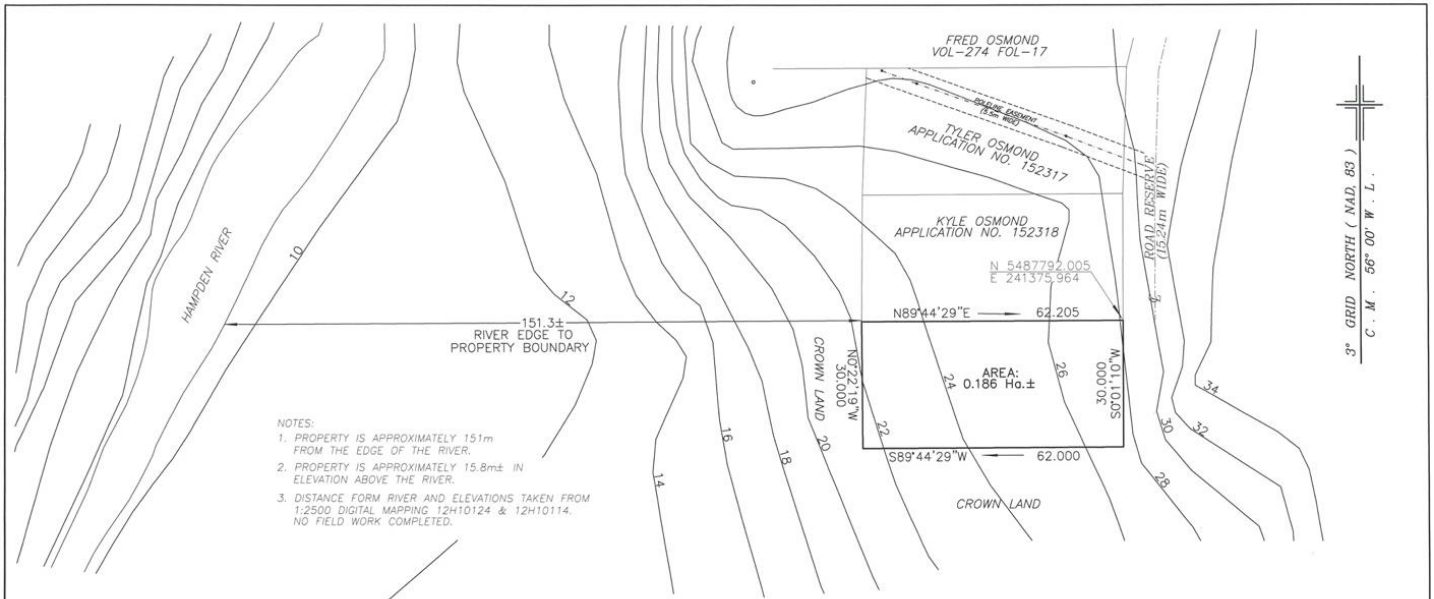 FRED OSMOND
VOL-274 FOL-17
POLELINE EASEMENT
(5.5m WIDE)
TYLER OSMOND
APPLICATION NO. 152317
ROAD RESERVE
(15.24m WIDE)
KYLE OSMOND
APPLICATION NO. 152318
N 5487792.005
E 241375.964
3° GRID NORTH ( NAD, 83 )
C . M . 56° 00' W . L .
HAMPDEN RIVER
10
12
151.3±
RIVER EDGE TO
PROPERTY BOUNDARY
N89°44'29"E
62.205
CROWN LAND
N0°22'19"W
30.000
AREA:
0.186 Ha.±
S0°01'10"W
30.000
S89°44'29"W
62.000
CROWN LAND
14
16
18
20
22
24
26
28
30
32
34
NOTES:
1. PROPERTY IS APPROXIMATELY 151m
FROM THE EDGE OF THE RIVER.
2. PROPERTY IS APPROXIMATELY 15.8m± IN
ELEVATION ABOVE THE RIVER.
3. DISTANCE FORM RIVER AND ELEVATIONS TAKEN FROM
1:2500 DIGITAL MAPPING 12H10124 & 12H10114.
NO FIELD WORK COMPLETED.